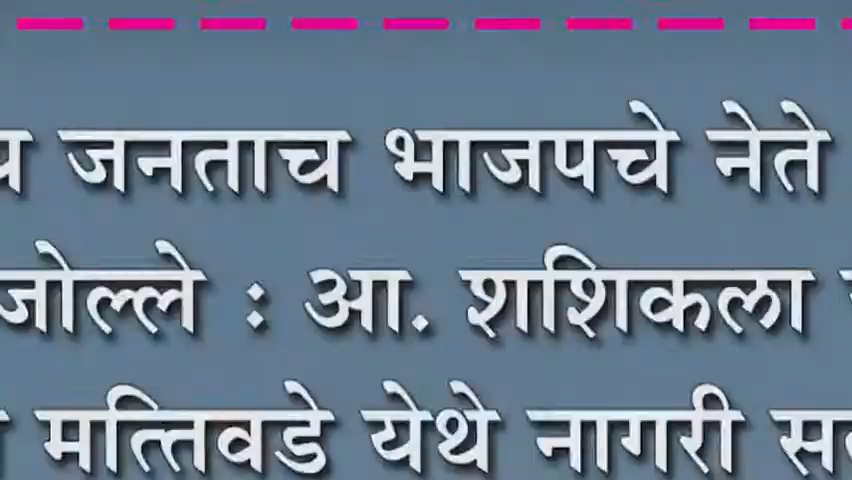 जनताच भाजपचे नेते
जोल्ले : आ. शशिकला
मत्तिवडे येथे नागरी